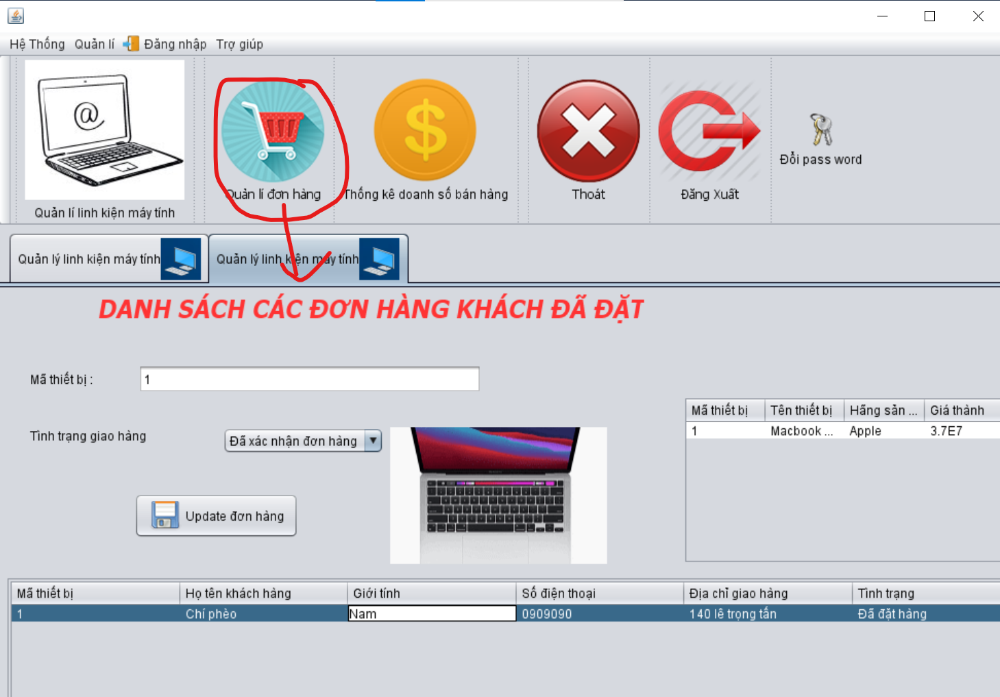 Hệ Thống Quản lí Đăng nhập Trợ giúp
@
$
Quản lí linh kiện máy tính
Quản lí đơn hàng
Thống kê doanh số bán hàng
Thoát
Đăng Xuất
Đổi pass word
Quản lý linh kiện máy tính
Quản lý linh kiện máy tính
DANH SÁCH CÁC ĐƠN HÀNG KHÁCH ĐÃ ĐẶT
Mã thiết bị : 1
Tình trạng giao hàng Đã xác nhận đơn hàng
Update đơn hàng
Mã thiết bị Tên thiết bị Hãng sản ... Giá thành
1 Macbook ... Apple 3.7E7
Mã thiết bị Họ tên khách hàng Giới tính Số điện thoại Địa chỉ giao hàng Tình trạng
1 Chí phèo Nam 0909090 140 lê trọng tấn Đã đặt hàng